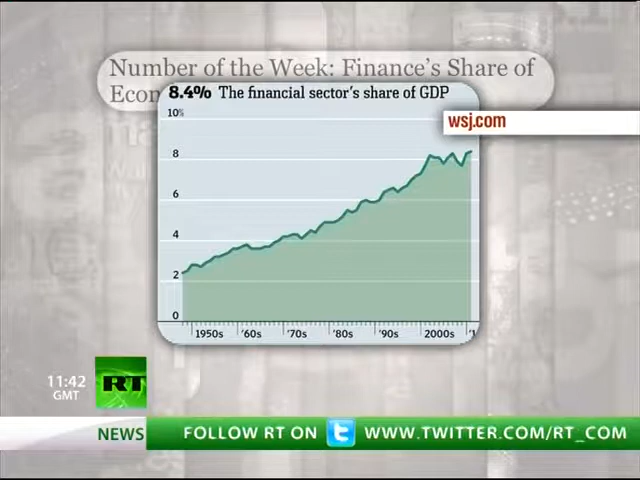 Number of the Week: Finance's Share of
Econ
8.4% The financial sector's share of GDP
wsj.com
10%
8
6
4
2
0
1950s '60s '70s '80s '90s 2000s '1
11:42
GMT
RT
NEWS FOLLOW RT ON WWW.TWITTER.COM/RT_COM